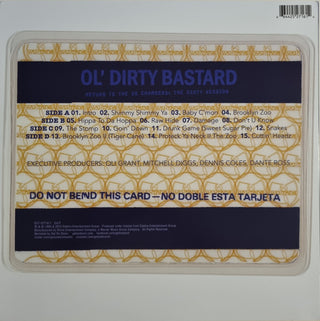 OL' DIRTY BASTARD
RETURN TO THE 36 CHAMBERS: THE DIRTY VERSION
SIDE A 01. Intro 02. Shimmy Shimmy Ya 03. Baby C'mon 04. Brooklyn Zoo
SIDE B 05. Hippa To Da Hoppa 06. Raw Hide 07. Damage 08. Don't U Know
SIDE C 09. The Stomp 10. Goin' Down 11. Drunk Game (Sweet Sugar Pie) 12. Snakes
SIDE D 13. Brooklyn Zoo II (Tiger Crane) 14. Protect Ya Neck II The Zoo 15. Cuttin' Headz
EXECUTIVE PRODUCERS: OLI GRANT, MITCHELL DIGGS, DENNIS COLES, DANTE ROSS
DO NOT BEND THIS CARD—NO DOBLE ESTA TARJETA